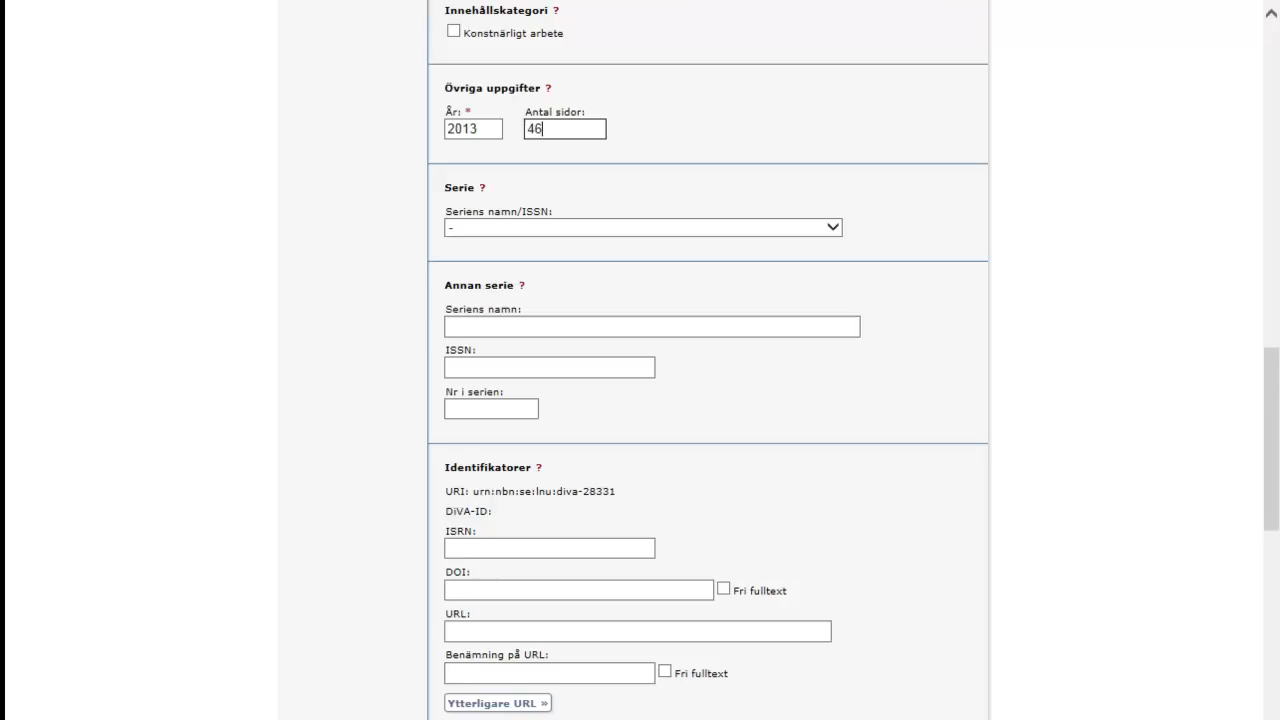 Innehållskategori ?
Konstnärligt arbete
Övriga uppgifter ?
År: * Antal sidor:
2013 46
Serie ?
Seriens namn/ISSN:
-
Annan serie ?
Seriens namn:
ISSN:
Nr i serien:
Identifikatorer ?
URI: urn:nbn:se:lnu:diva-28331
DiVA-ID:
ISRN:
DOI:
Fri fulltext
URL:
Benämning på URL:
Fri fulltext
Ytterligare URL »